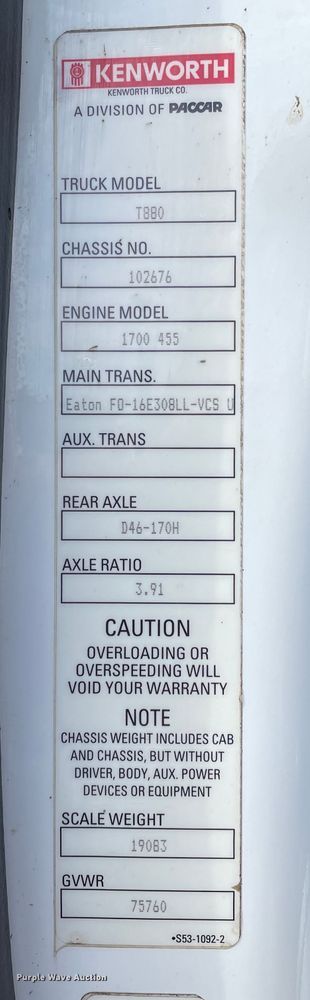 KENWORTH
KENWORTH TRUCK CO.
A DIVISION OF PACCAR
TRUCK MODEL
T880
CHASSIS NO.
102676
ENGINE MODEL
1700 455
MAIN TRANS.
Eaton FO-16E308LL-VCS U
AUX. TRANS
REAR AXLE
D46-170H
AXLE RATIO
3.91
CAUTION
OVERLOADING OR
OVERSPEEDING WILL
VOID YOUR WARRANTY
NOTE
CHASSIS WEIGHT INCLUDES CAB
AND CHASSIS, BUT WITHOUT
DRIVER, BODY, AUX. POWER
DEVICES OR EQUIPMENT
SCALE WEIGHT
19083
GVWR
75760
•S53-1092-2
Purple Wave Auction